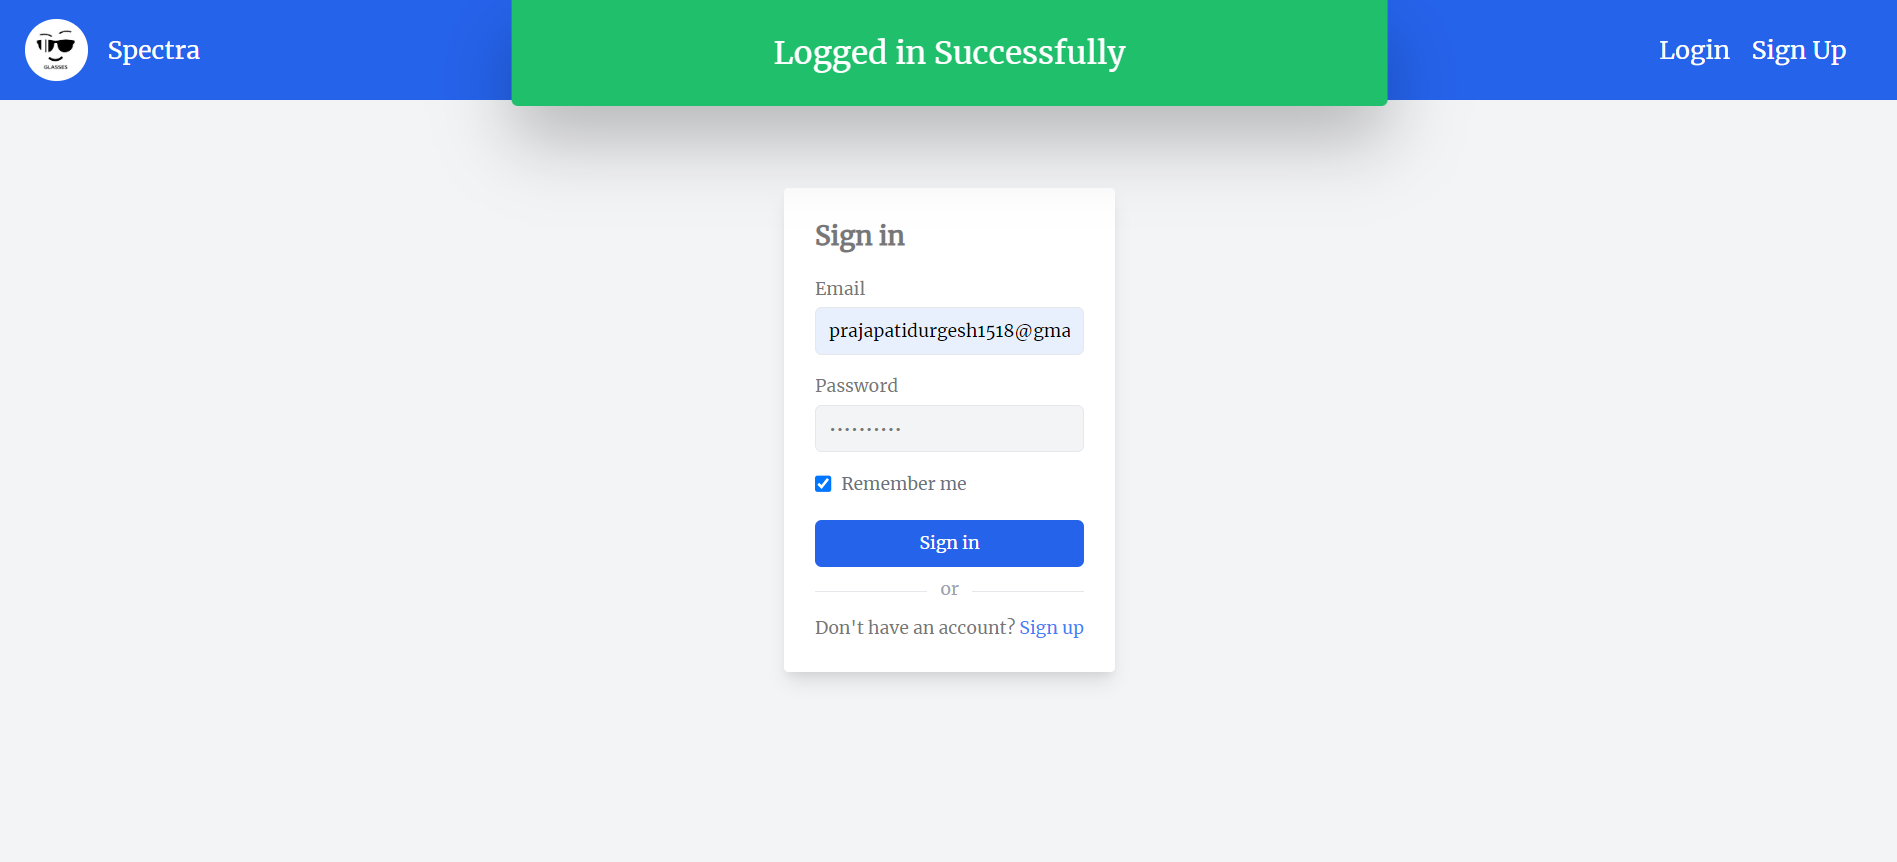 GLASSES
Spectra
Logged in Successfully
Login
Sign Up
Sign in
Email
prajapatidurgesh1518@gma
Password
Remember me
Sign in
or
Don't have an account? Sign up